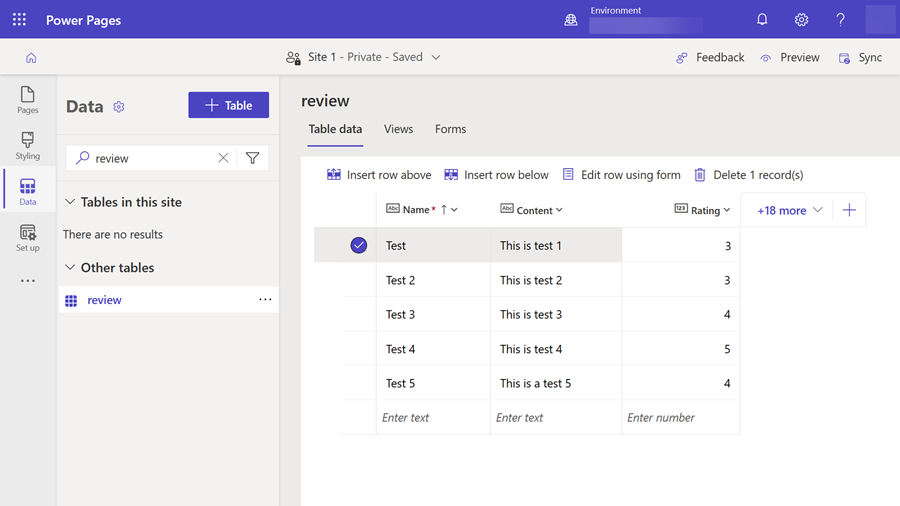 Power Pages
Environment
Site 1 - Private - Saved
Feedback
Preview
Sync
Pages
Styling
Data
Set up
Data
+ Table
review
Tables in this site
There are no results
Other tables
review
review
Table data Views Forms
Insert row above Insert row below Edit row using form Delete 1 record(s)
Abc Name * Abc Content 123 Rating +18 more
Test This is test 1 3
Test 2 This is test 2 3
Test 3 This is test 3 4
Test 4 This is test 4 5
Test 5 This is a test 5 4
Enter text Enter text Enter number